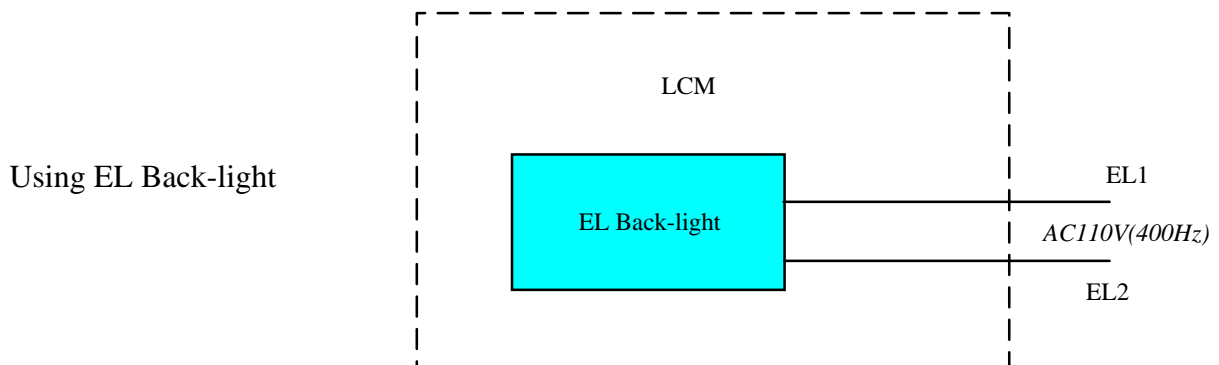 LCM
Using EL Back-light
EL Back-light
EL1
AC110V(400Hz)
EL2